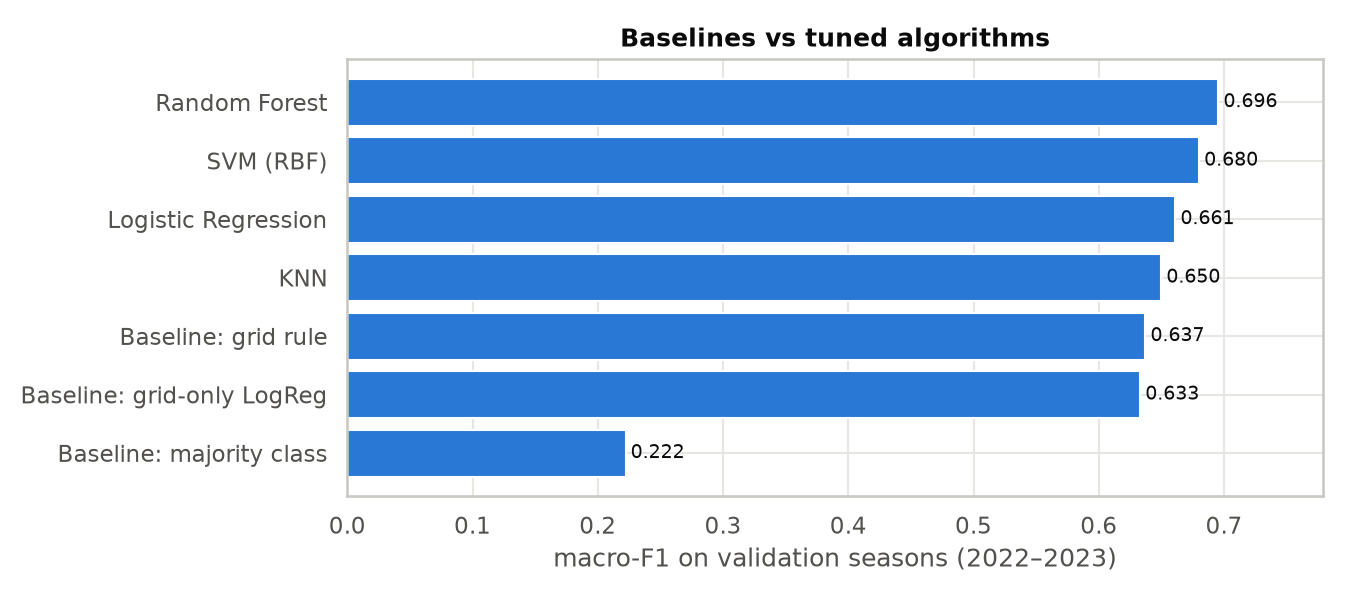 Baselines vs tuned algorithms
Random Forest 0.696
SVM (RBF) 0.680
Logistic Regression 0.661
KNN 0.650
Baseline: grid rule 0.637
Baseline: grid-only LogReg 0.633
Baseline: majority class 0.222
0.0 0.1 0.2 0.3 0.4 0.5 0.6 0.7
macro-F1 on validation seasons (2022–2023)